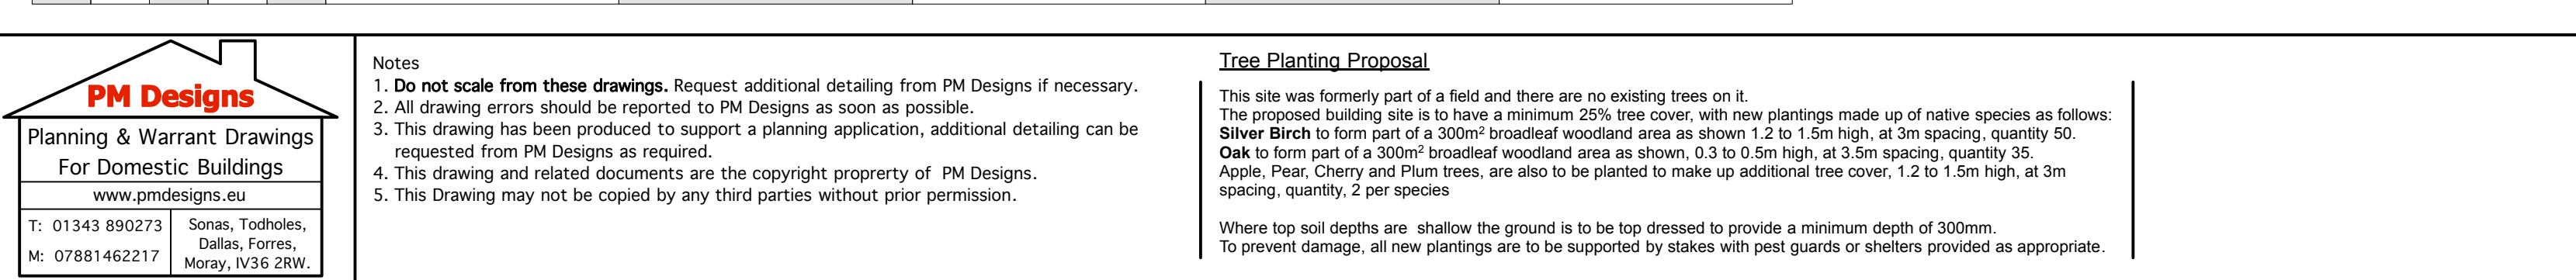 PM Designs
Planning & Warrant Drawings
For Domestic Buildings
www.pmdesigns.eu
T: 01343 890273
M: 07881462217
Sonas, Todholes,
Dallas, Forres,
Moray, IV36 2RW.
Notes
1. Do not scale from these drawings. Request additional detailing from PM Designs if necessary.
2. All drawing errors should be reported to PM Designs as soon as possible.
3. This drawing has been produced to support a planning application, additional detailing can be
requested from PM Designs as required.
4. This drawing and related documents are the copyright proprerty of PM Designs.
5. This Drawing may not be copied by any third parties without prior permission.
Tree Planting Proposal
This site was formerly part of a field and there are no existing trees on it.
The proposed building site is to have a minimum 25% tree cover, with new plantings made up of native species as follows:
Silver Birch to form part of a 300m² broadleaf woodland area as shown 1.2 to 1.5m high, at 3m spacing, quantity 50.
Oak to form part of a 300m² broadleaf woodland area as shown, 0.3 to 0.5m high, at 3.5m spacing, quantity 35.
Apple, Pear, Cherry and Plum trees, are also to be planted to make up additional tree cover, 1.2 to 1.5m high, at 3m
spacing, quantity, 2 per species
Where top soil depths are shallow the ground is to be top dressed to provide a minimum depth of 300mm.
To prevent damage, all new plantings are to be supported by stakes with pest guards or shelters provided as appropriate.